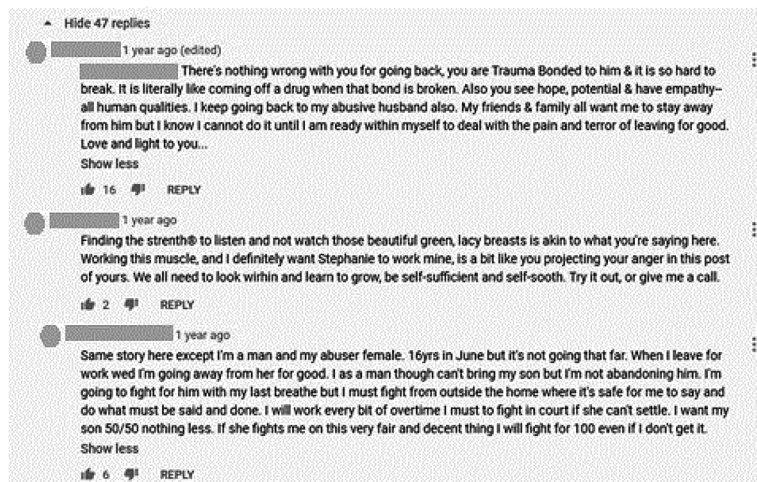 Hide 47 replies
1 year ago (edited)
There's nothing wrong with you for going back, you are Trauma Bonded to him & it is so hard to
break. It is literally like coming off a drug when that bond is broken. Also you see hope, potential & have empathy--
all human qualities. I keep going back to my abusive husband also. My friends & family all want me to stay away
from him but I know I cannot do it until I am ready within myself to deal with the pain and terror of leaving for good.
Love and light to you...
Show less
16 REPLY
1 year ago
Finding the strenth® to listen and not watch those beautiful green, lacy breasts is akin to what you're saying here.
Working this muscle, and I definitely want Stephanie to work mine, is a bit like you projecting your anger in this post
of yours. We all need to look wirhin and learn to grow, be self-sufficient and self-sooth. Try it out, or give me a call.
2 REPLY
1 year ago
Same story here except I'm a man and my abuser female. 16yrs in June but it's not going that far. When I leave for
work wed I'm going away from her for good. I as a man though can't bring my son but I'm not abandoning him. I'm
going to fight for him with my last breathe but I must fight from outside the home where it's safe for me to say and
do what must be said and done. I will work every bit of overtime I must to fight in court if she can't settle. I want my
son 50/50 nothing less. If she fights me on this very fair and decent thing I will fight for 100 even if I don't get it.
Show less
6 REPLY